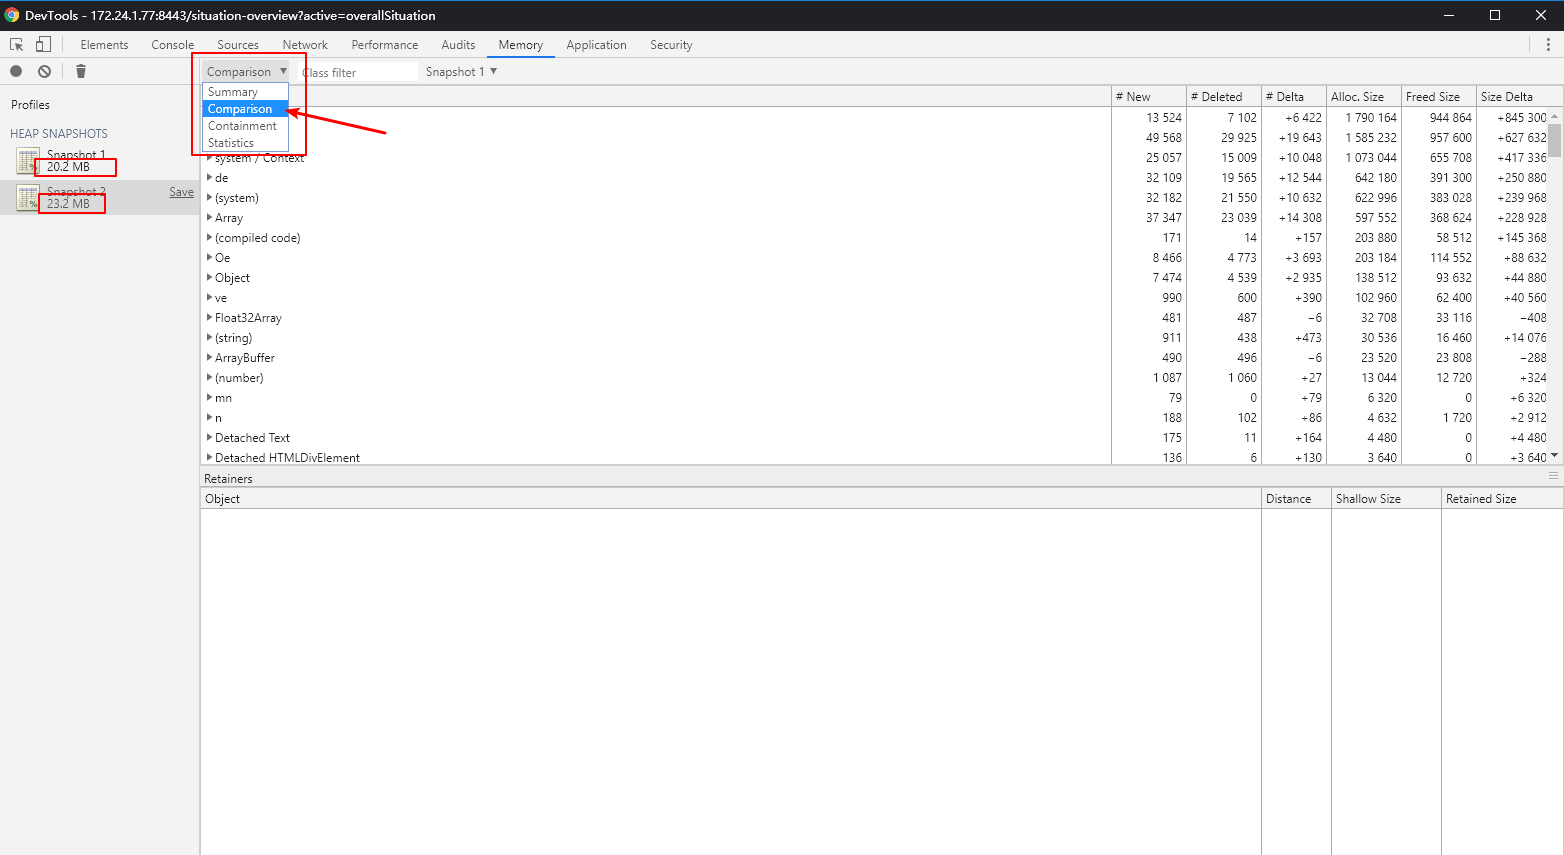 DevTools - 172.24.1.77:8443/situation-overview?active=overallSituation
Elements Console Sources Network Performance Audits Memory Application Security
Comparison ▼ Class filter Snapshot 1 ▼
Profiles
HEAP SNAPSHOTS
Snapshot 1
20.2 MB
Snapshot 2
23.2 MB
Save
Summary
Comparison
Containment
Statistics
# New # Deleted # Delta Alloc. Size Freed Size Size Delta
13 524 7 102 +6 422 1 790 164 944 864 +845 300
49 568 29 925 +19 643 1 585 232 957 600 +627 632
system / Context 25 057 15 009 +10 048 1 073 044 655 708 +417 336
de 32 109 19 565 +12 544 642 180 391 300 +250 880
(system) 32 182 21 550 +10 632 622 996 383 028 +239 968
Array 37 347 23 039 +14 308 597 552 368 624 +228 928
(compiled code) 171 14 +157 203 880 58 512 +145 368
Oe 8 466 4 773 +3 693 203 184 114 552 +88 632
Object 7 474 4 539 +2 935 138 512 93 632 +44 880
ve 990 600 +390 102 960 62 400 +40 560
Float32Array 481 487 −6 32 708 33 116 −408
(string) 911 438 +473 30 536 16 460 +14 076
ArrayBuffer 490 496 −6 23 520 23 808 −288
(number) 1 087 1 060 +27 13 044 12 720 +324
mn 79 0 +79 6 320 0 +6 320
n 188 102 +86 4 632 1 720 +2 912
Detached Text 175 11 +164 4 480 0 +4 480
Detached HTMLDivElement 136 6 +130 3 640 0 +3 640
Retainers
Object Distance Shallow Size Retained Size